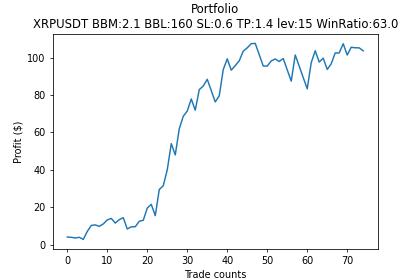 Portfolio
XRPUSDT BBM:2.1 BBL:160 SL:0.6 TP:1.4 lev:15 WinRatio:63.0
100
80
60
40
20
0
Profit ($)
0 10 20 30 40 50 60 70
Trade counts